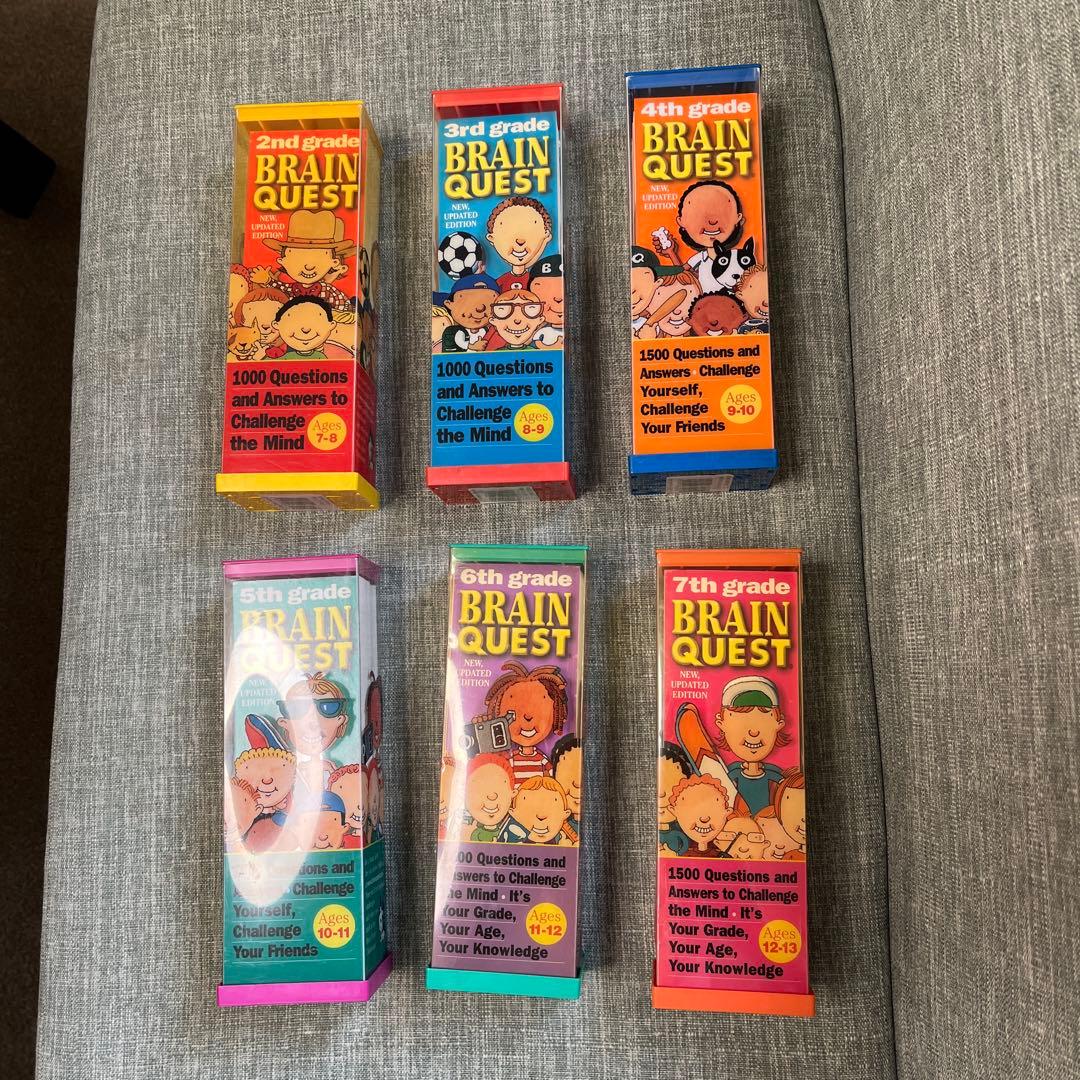 2nd grade
BRAIN
QUEST
NEW,
UPDATED
EDITION
1000 Questions
and Answers to
Challenge
the Mind
Ages
7-8
3rd grade
BRAIN
QUEST
NEW,
UPDATED
EDITION
B
1000 Questions
and Answers to
Challenge
the Mind
Ages
8-9
4th grade
BRAIN
QUEST
NEW,
UPDATED
EDITION
Q
1500 Questions and
Answers • Challenge
Yourself,
Challenge
Your Friends
Ages
9-10
5th grade
BRAIN
QUEST
NEW,
UPDATED
EDITION
and
Challenge
Yourself,
Challenge
Your Friends
Ages
10-11
6th grade
BRAIN
QUEST
NEW,
UPDATED
EDITION
Questions and
Answers to Challenge
the Mind • It's
Your Grade,
Your Age,
Your Knowledge
Ages
11-12
7th grade
BRAIN
QUEST
NEW,
UPDATED
EDITION
1500 Questions and
Answers to Challenge
the Mind • It's
Your Grade,
Your Age,
Your Knowledge
Ages
12-13